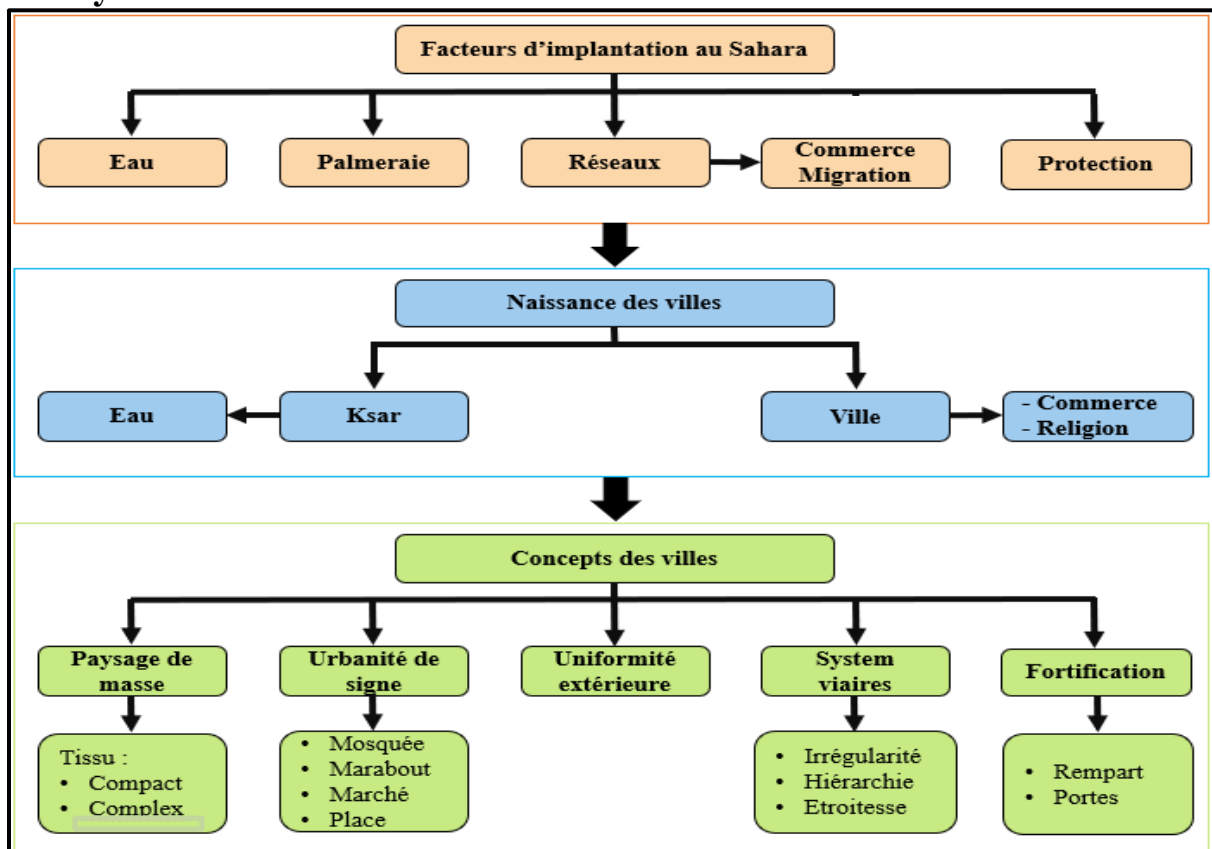 Facteurs d'implantation au Sahara
Eau
Palmeraie
Réseaux
Commerce
Migration
Protection
Naissance des villes
Eau
Ksar
Ville
- Commerce
- Religion
Concepts des villes
Paysage de
masse
Urbanité de
signe
Uniformité
extérieure
System
viaires
Fortification
Tissu :
• Compact
• Complex
• Mosquée
• Marabout
• Marché
• Place
• Irrégularité
• Hiérarchie
• Etroitesse
• Rempart
• Portes